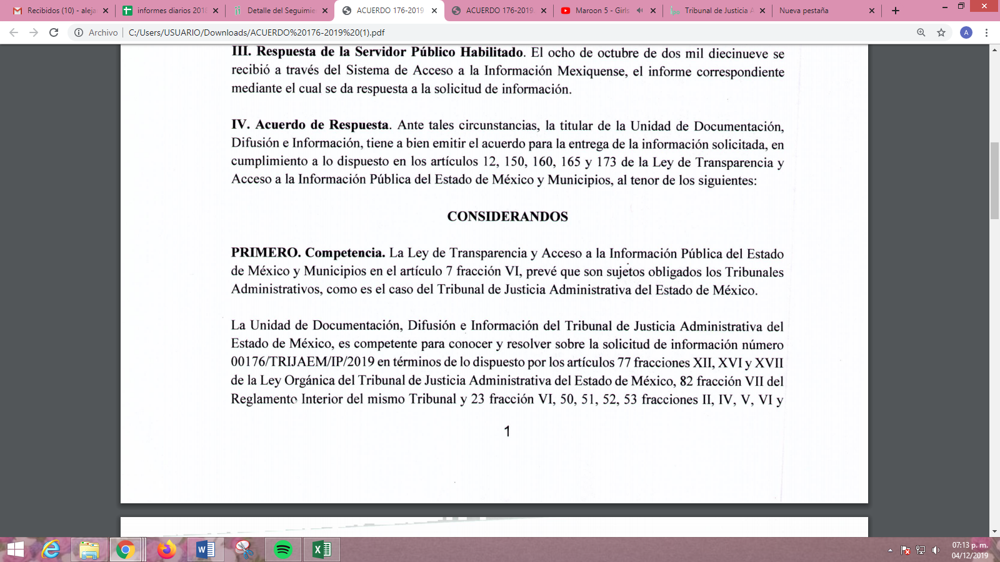 Recibidos (10) - aleja
informes diarios 2018
Detalle del Seguimie
ACUERDO 176-2019
ACUERDO 176-2019
Maroon 5 - Girls
Tribunal de Justicia A
Nueva pestaña
Archivo
C:/Users/USUARIO/Downloads/ACUERDO%20176-2019%20(1).pdf
A
III. Respuesta de la Servidor Público Habilitado. El ocho de octubre de dos mil diecinueve se
recibió a través del Sistema de Acceso a la Información Mexiquense, el informe correspondiente
mediante el cual se da respuesta a la solicitud de información.
IV. Acuerdo de Respuesta. Ante tales circunstancias, la titular de la Unidad de Documentación,
Difusión e Información, tiene a bien emitir el acuerdo para la entrega de la información solicitada, en
cumplimiento a lo dispuesto en los artículos 12, 150, 160, 165 y 173 de la Ley de Transparencia y
Acceso a la Información Pública del Estado de México y Municipios, al tenor de los siguientes:
CONSIDERANDOS
PRIMERO. Competencia. La Ley de Transparencia y Acceso a la Información Pública del Estado
de México y Municipios en el artículo 7 fracción VI, prevé que son sujetos obligados los Tribunales
Administrativos, como es el caso del Tribunal de Justicia Administrativa del Estado de México.
La Unidad de Documentación, Difusión e Información del Tribunal de Justicia Administrativa del
Estado de México, es competente para conocer y resolver sobre la solicitud de información número
00176/TRIJAEM/IP/2019 en términos de lo dispuesto por los artículos 77 fracciones XII, XVI y XVII
de la Ley Orgánica del Tribunal de Justicia Administrativa del Estado de México, 82 fracción VII del
Reglamento Interior del mismo Tribunal y 23 fracción VI, 50, 51, 52, 53 fracciones II, IV, V, VI y
1
07:13 p. m.
04/12/2019